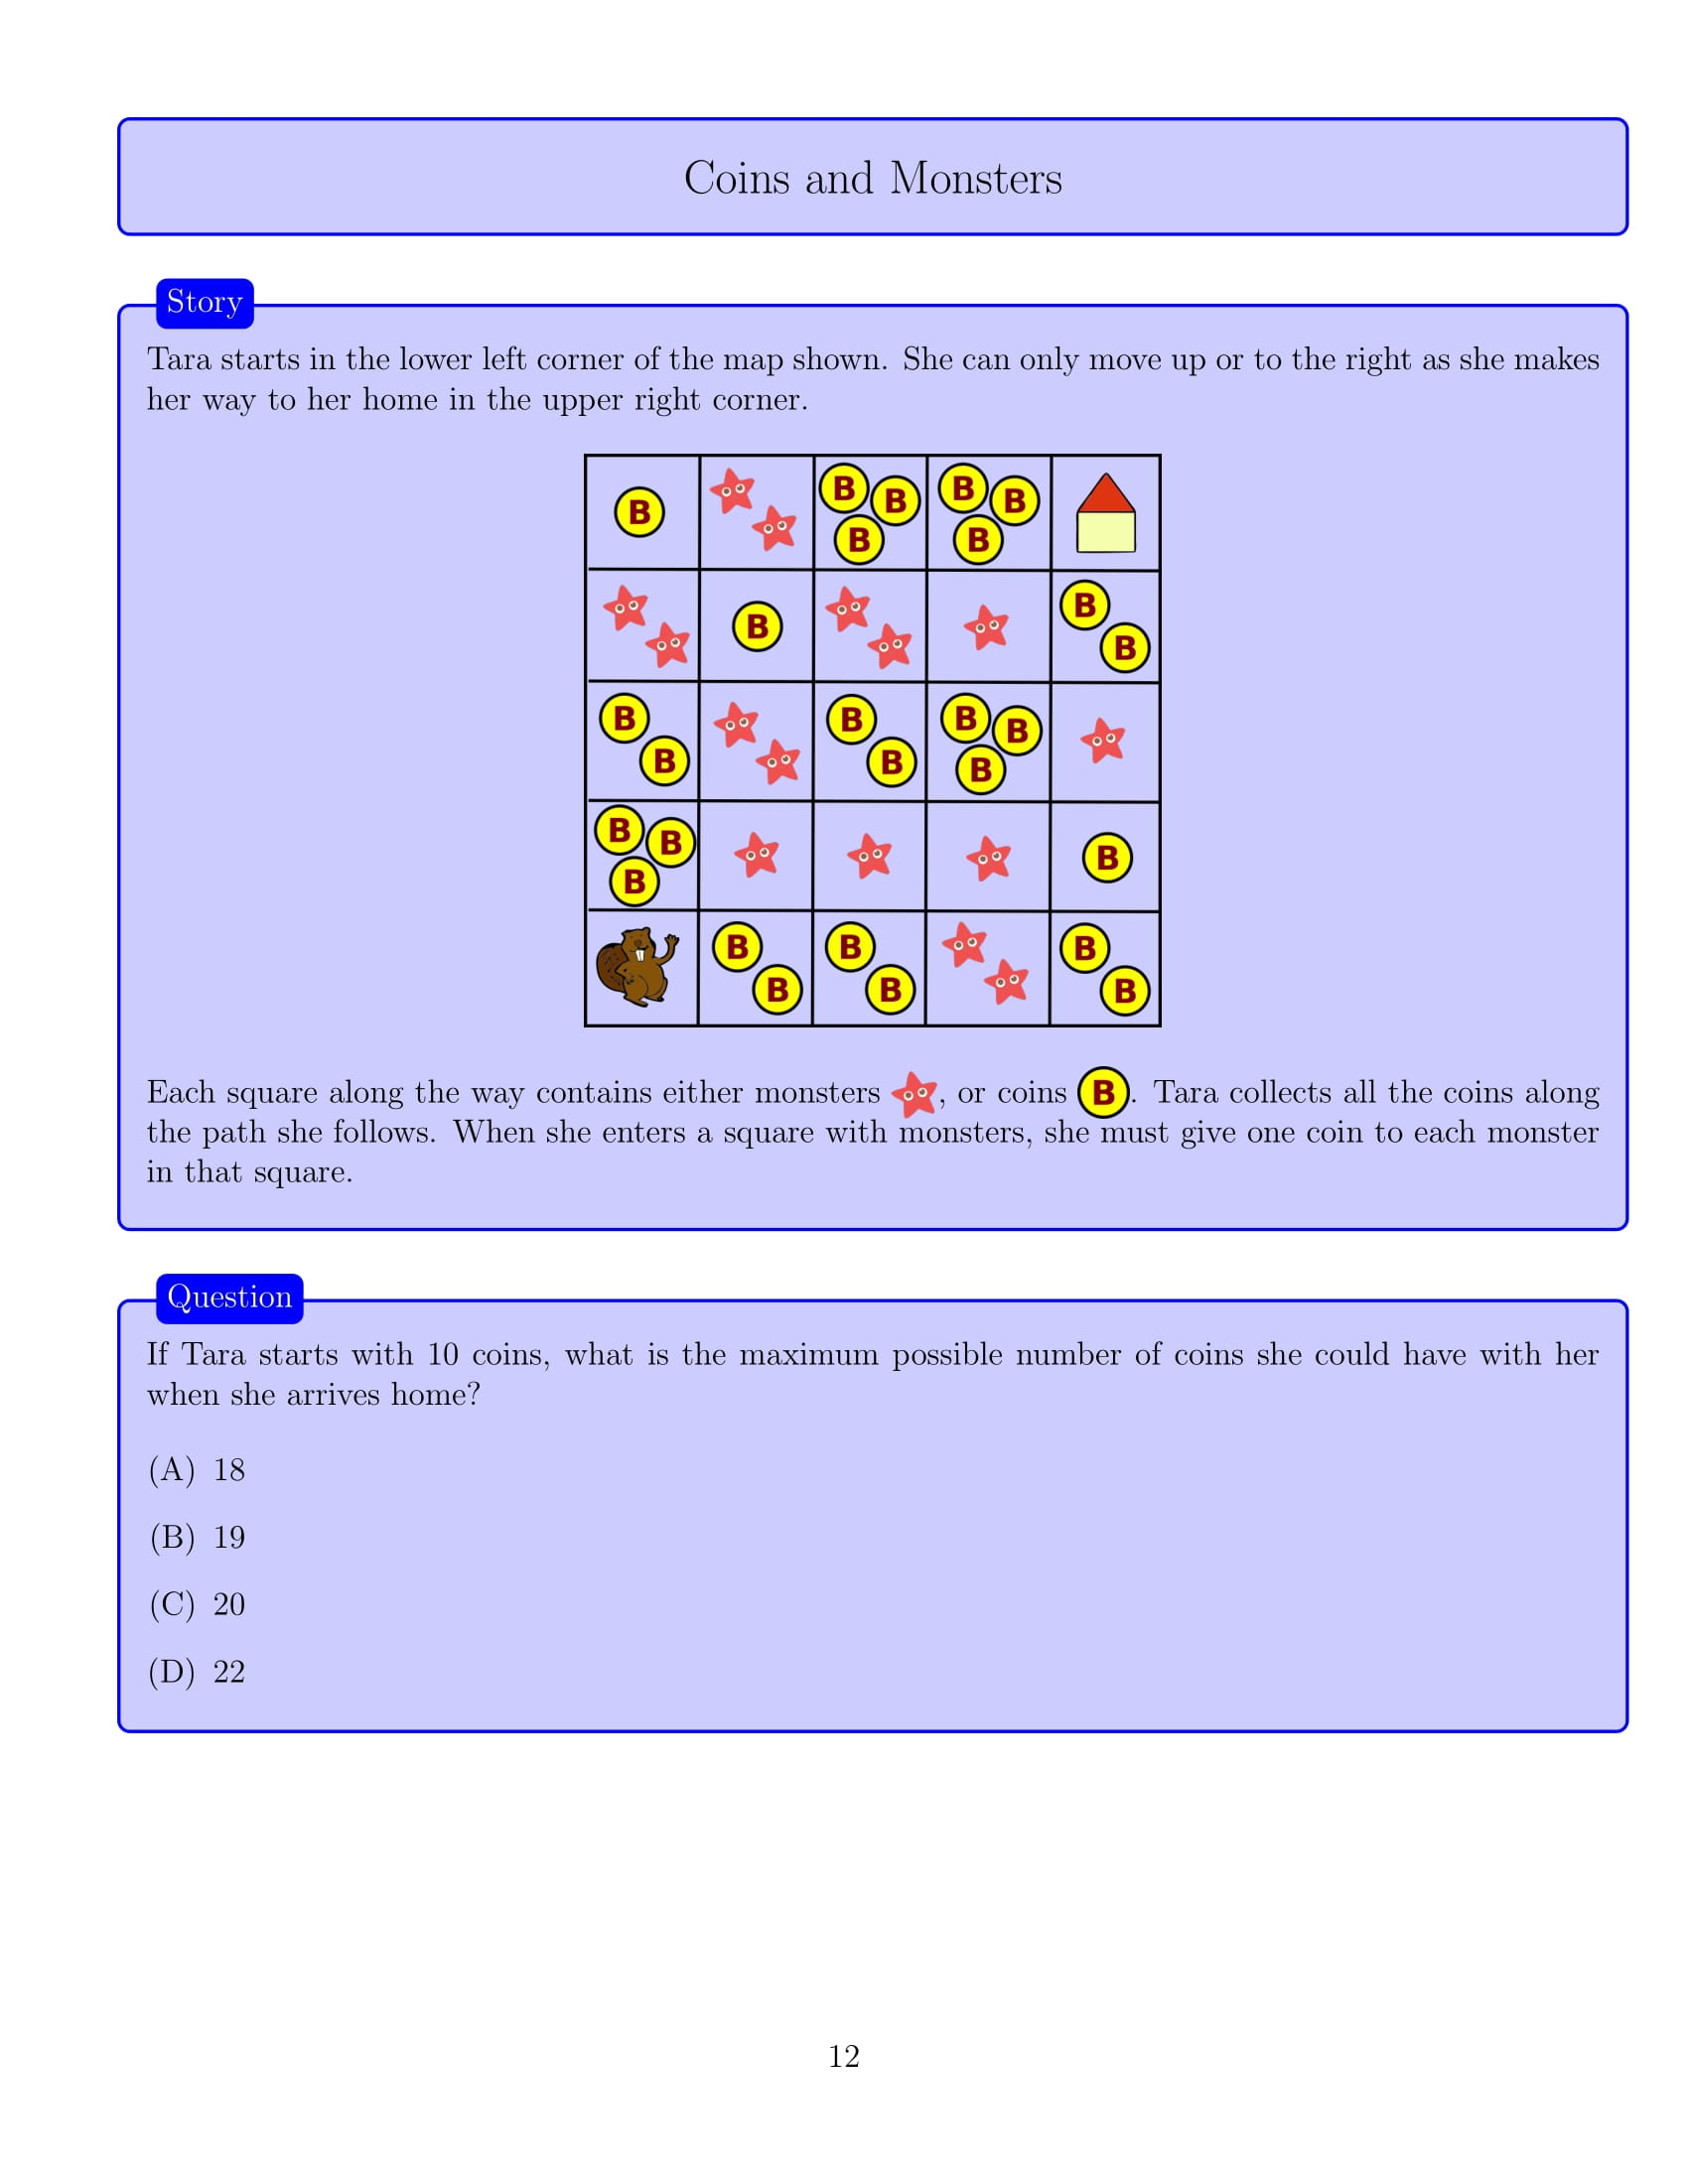 Coins and Monsters
Story
Tara starts in the lower left corner of the map shown. She can only move up or to the right as she makes
her way to her home in the upper right corner.
B B B B B B B
B B B
B B B B B B B
B B B B
B B B B B B
Each square along the way contains either monsters , or coins B . Tara collects all the coins along
the path she follows. When she enters a square with monsters, she must give one coin to each monster
in that square.
Question
If Tara starts with 10 coins, what is the maximum possible number of coins she could have with her
when she arrives home?
(A) 18
(B) 19
(C) 20
(D) 22
12